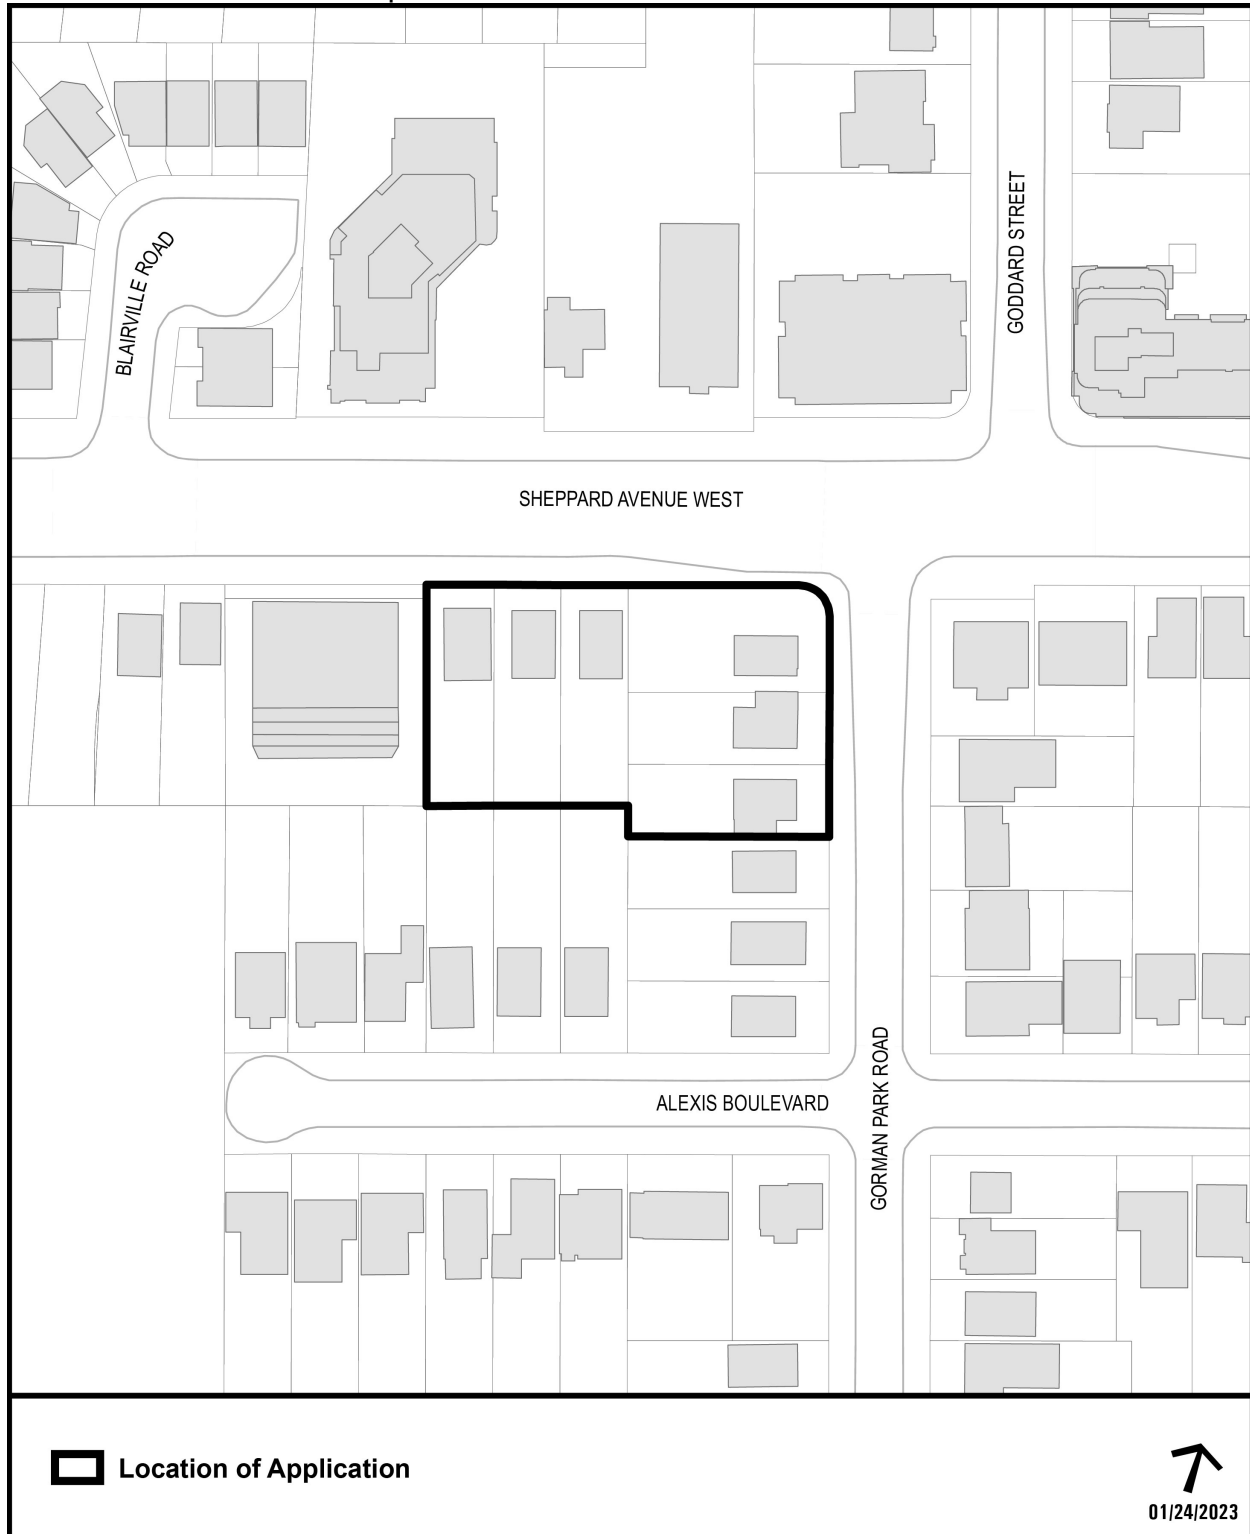 GODDARD STREET
BLAIRVILLE ROAD
SHEPPARD AVENUE WEST
ALEXIS BOULEVARD
GORMAN PARK ROAD
Location of Application
01/24/2023